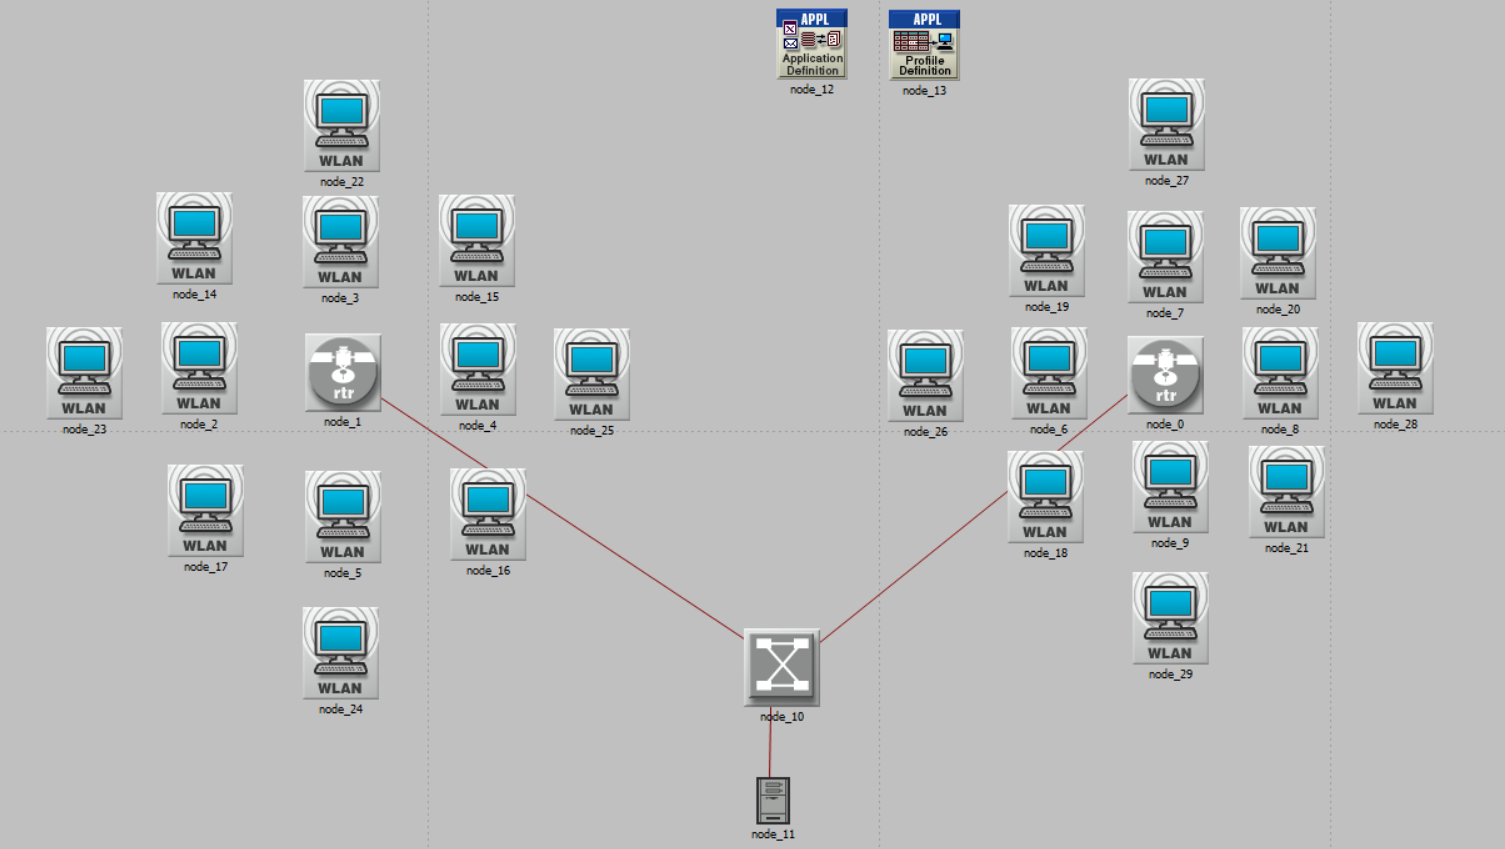 APPL
Application
Definition
node_12
APPL
Profile
Definition
node_13
WLAN
node_22
WLAN
node_27
WLAN
node_14
WLAN
node_3
WLAN
node_15
WLAN
node_19
WLAN
node_7
WLAN
node_20
WLAN
node_23
WLAN
node_2
rtr
node_1
WLAN
node_4
WLAN
node_25
WLAN
node_26
WLAN
node_6
rtr
node_0
WLAN
node_8
WLAN
node_28
WLAN
node_17
WLAN
node_5
WLAN
node_16
WLAN
node_18
WLAN
node_9
WLAN
node_21
WLAN
node_24
WLAN
node_29
node_10
node_11